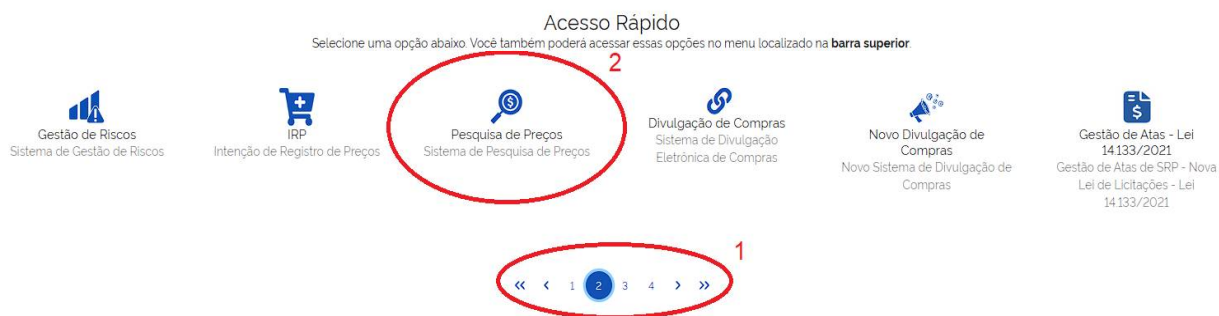 Acesso Rápido
Selecione uma opção abaixo. Você também poderá acessar essas opções no menu localizado na barra superior.
2
Gestão de Riscos
Sistema de Gestão de Riscos
IRP
Intenção de Registro de Preços
Pesquisa de Preços
Sistema de Pesquisa de Preços
Divulgação de Compras
Sistema de Divulgação
Eletrônica de Compras
Novo Divulgação de
Compras
Novo Sistema de Divulgação de
Compras
Gestão de Atas - Lei
14.133/2021
Gestão de Atas de SRP - Nova
Lei de Licitações - Lei
14.133/2021
1
« ‹ 1 2 3 4 › »